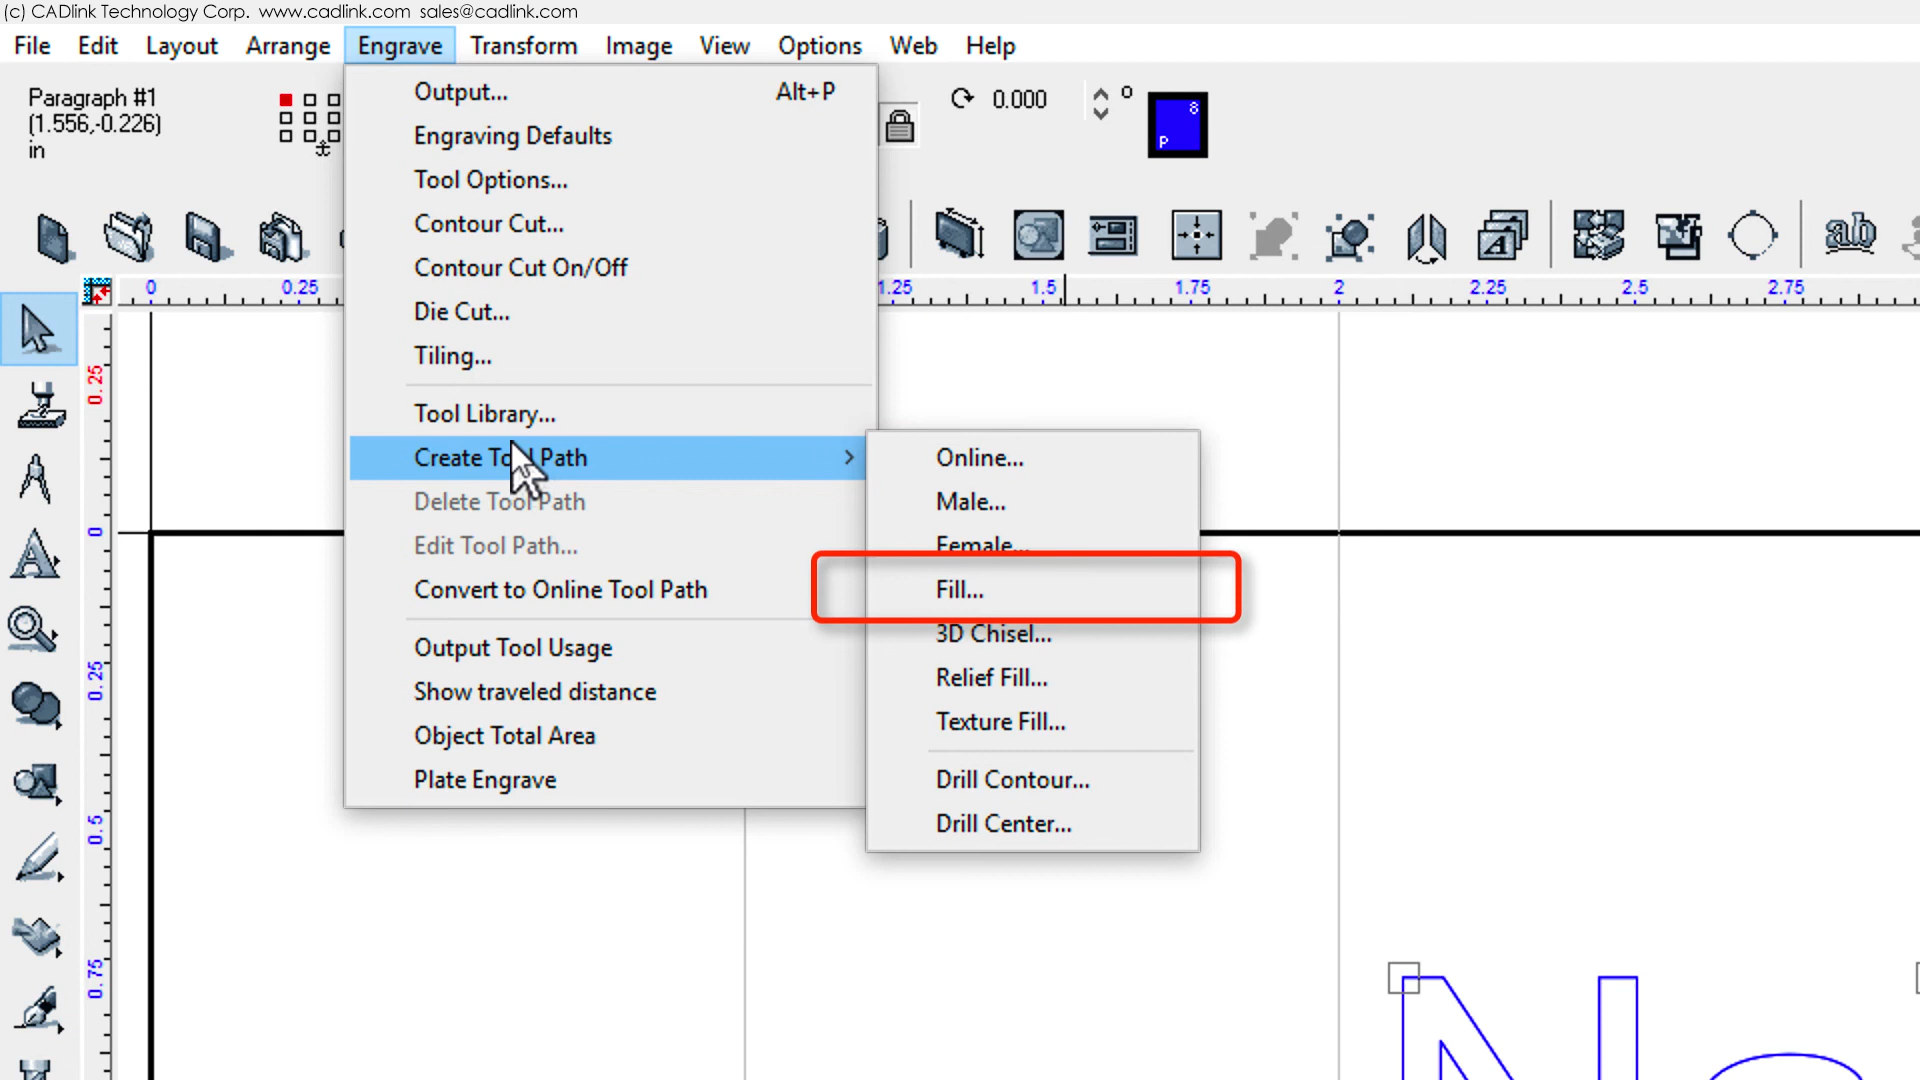 (c) CADlink Technology Corp. www.cadlink.com sales@cadlink.com
File Edit Layout Arrange Engrave Transform Image View Options Web Help
Paragraph #1
(1.556,-0.226)
in
0.000
8
P
Output... Alt+P
Engraving Defaults
Tool Options...
Contour Cut...
Contour Cut On/Off
Die Cut...
Tiling...
Tool Library...
Create Tool Path
Delete Tool Path
Edit Tool Path...
Convert to Online Tool Path
Output Tool Usage
Show traveled distance
Object Total Area
Plate Engrave
Online...
Male...
Female...
Fill...
3D Chisel...
Relief Fill...
Texture Fill...
Drill Contour...
Drill Center...
A
ab
0 0.25 1.25 1.5 1.75 2 2.25 2.5 2.75
0.25
0
0.25
0.5
0.75
A